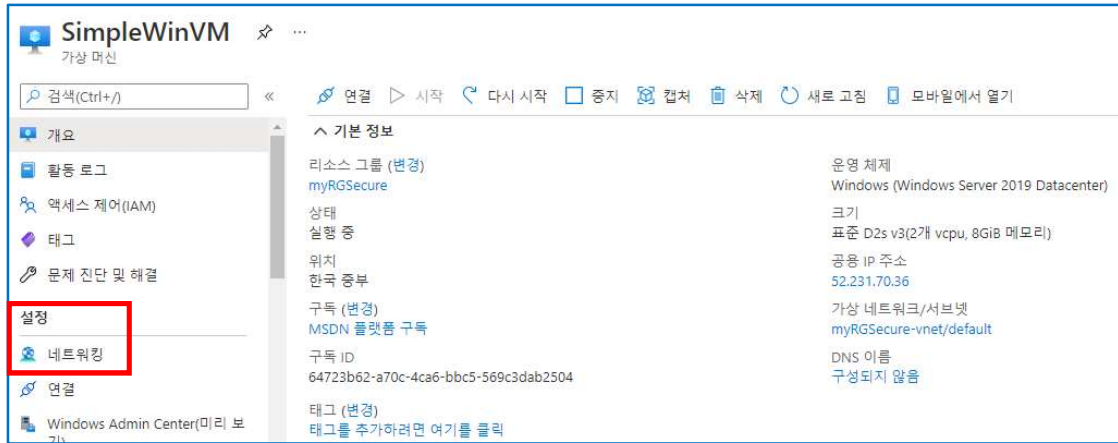 SimpleWinVM
가상 머신
검색(Ctrl+/)
개요
활동 로그
액세스 제어(IAM)
태그
문제 진단 및 해결
설정
네트워킹
연결
Windows Admin Center(미리 보
기)
연결 시작 다시 시작 중지 캡처 삭제 새로 고침 모바일에서 열기
기본 정보
리소스 그룹 (변경)
myRGSecure
상태
실행 중
위치
한국 중부
구독 (변경)
MSDN 플랫폼 구독
구독 ID
64723b62-a70c-4ca6-bbc5-569c3dab2504
태그 (변경)
태그를 추가하려면 여기를 클릭
운영 체제
Windows (Windows Server 2019 Datacenter)
크기
표준 D2s v3(2개 vcpu, 8GiB 메모리)
공용 IP 주소
52.231.70.36
가상 네트워크/서브넷
myRGSecure-vnet/default
DNS 이름
구성되지 않음